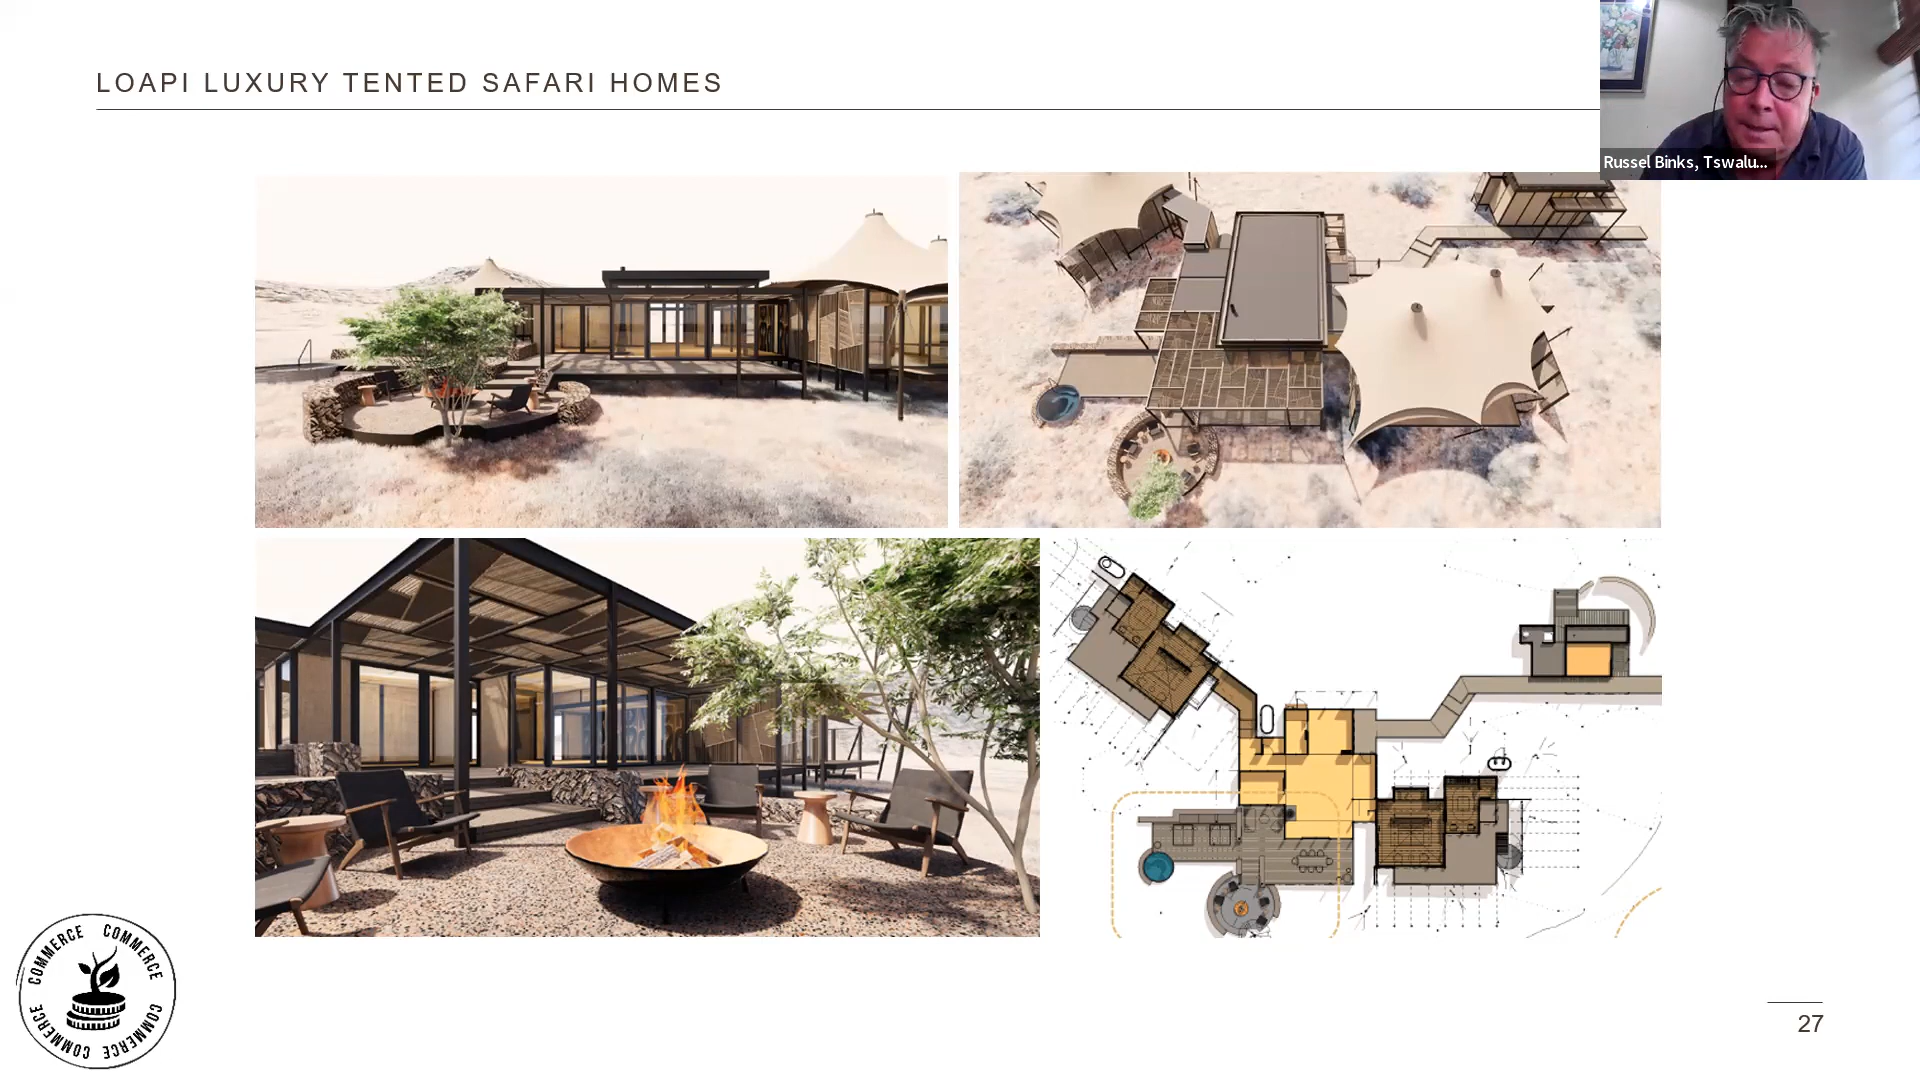 LOAPI LUXURY TENTED SAFARI HOMES
Russel Binks, Tswalu...
COMMERCE COMMERCE
COMMERCE COMMERCE
27